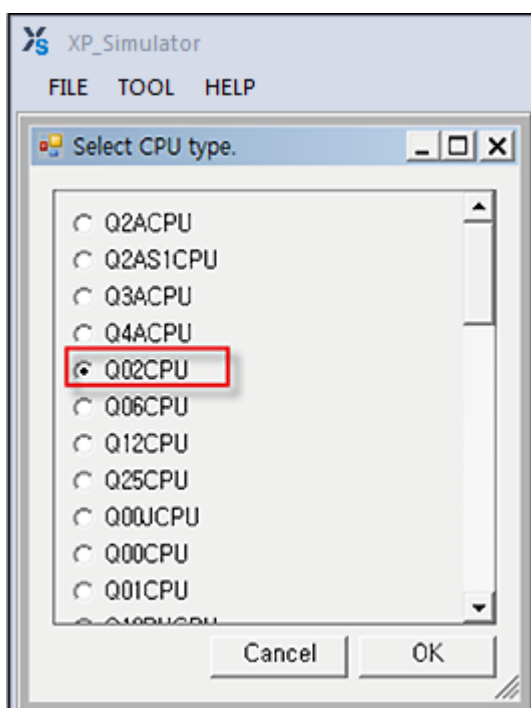 XP_Simulator
FILE TOOL HELP
Select CPU type.
Q2ACPU
Q2AS1CPU
Q3ACPU
Q4ACPU
Q02CPU
Q06CPU
Q12CPU
Q25CPU
Q00JCPU
Q00CPU
Q01CPU
Cancel OK